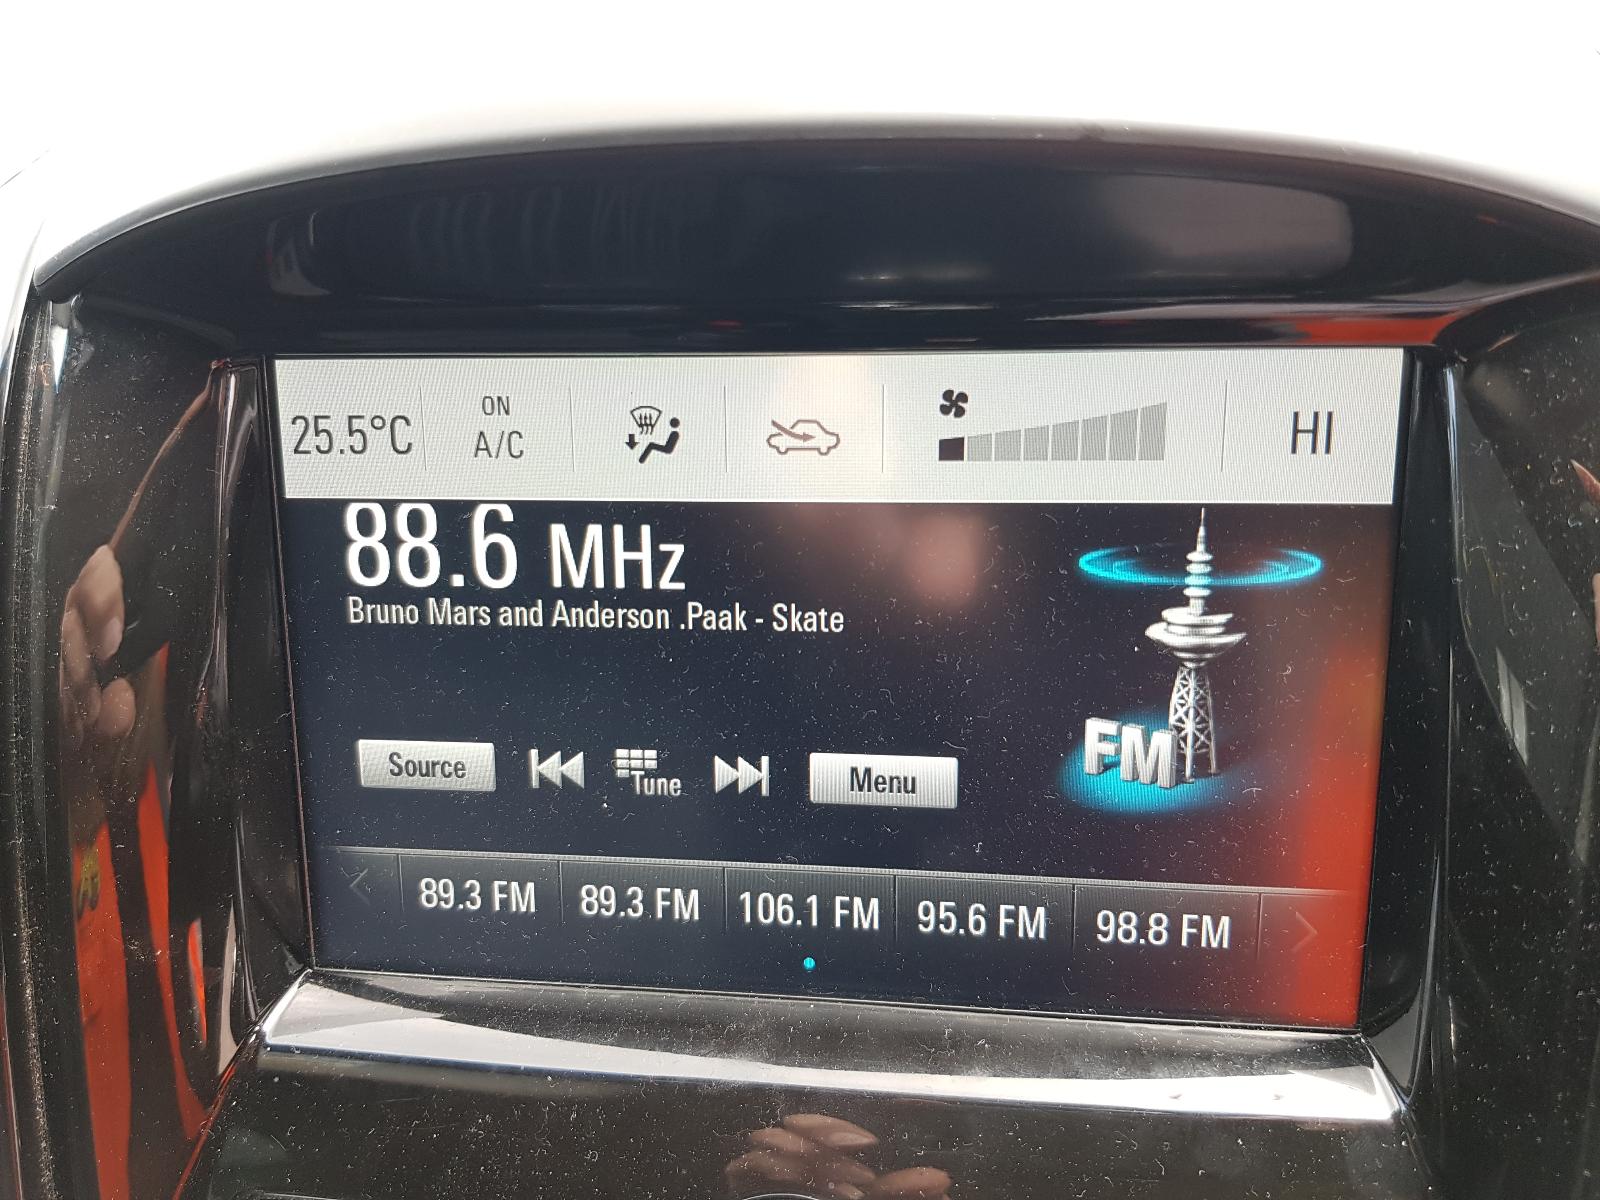 25.5°C
ON
A/C
HI
88.6 MHz
Bruno Mars and Anderson .Paak - Skate
FM
Source
Tune
Menu
89.3 FM
89.3 FM
106.1 FM
95.6 FM
98.8 FM